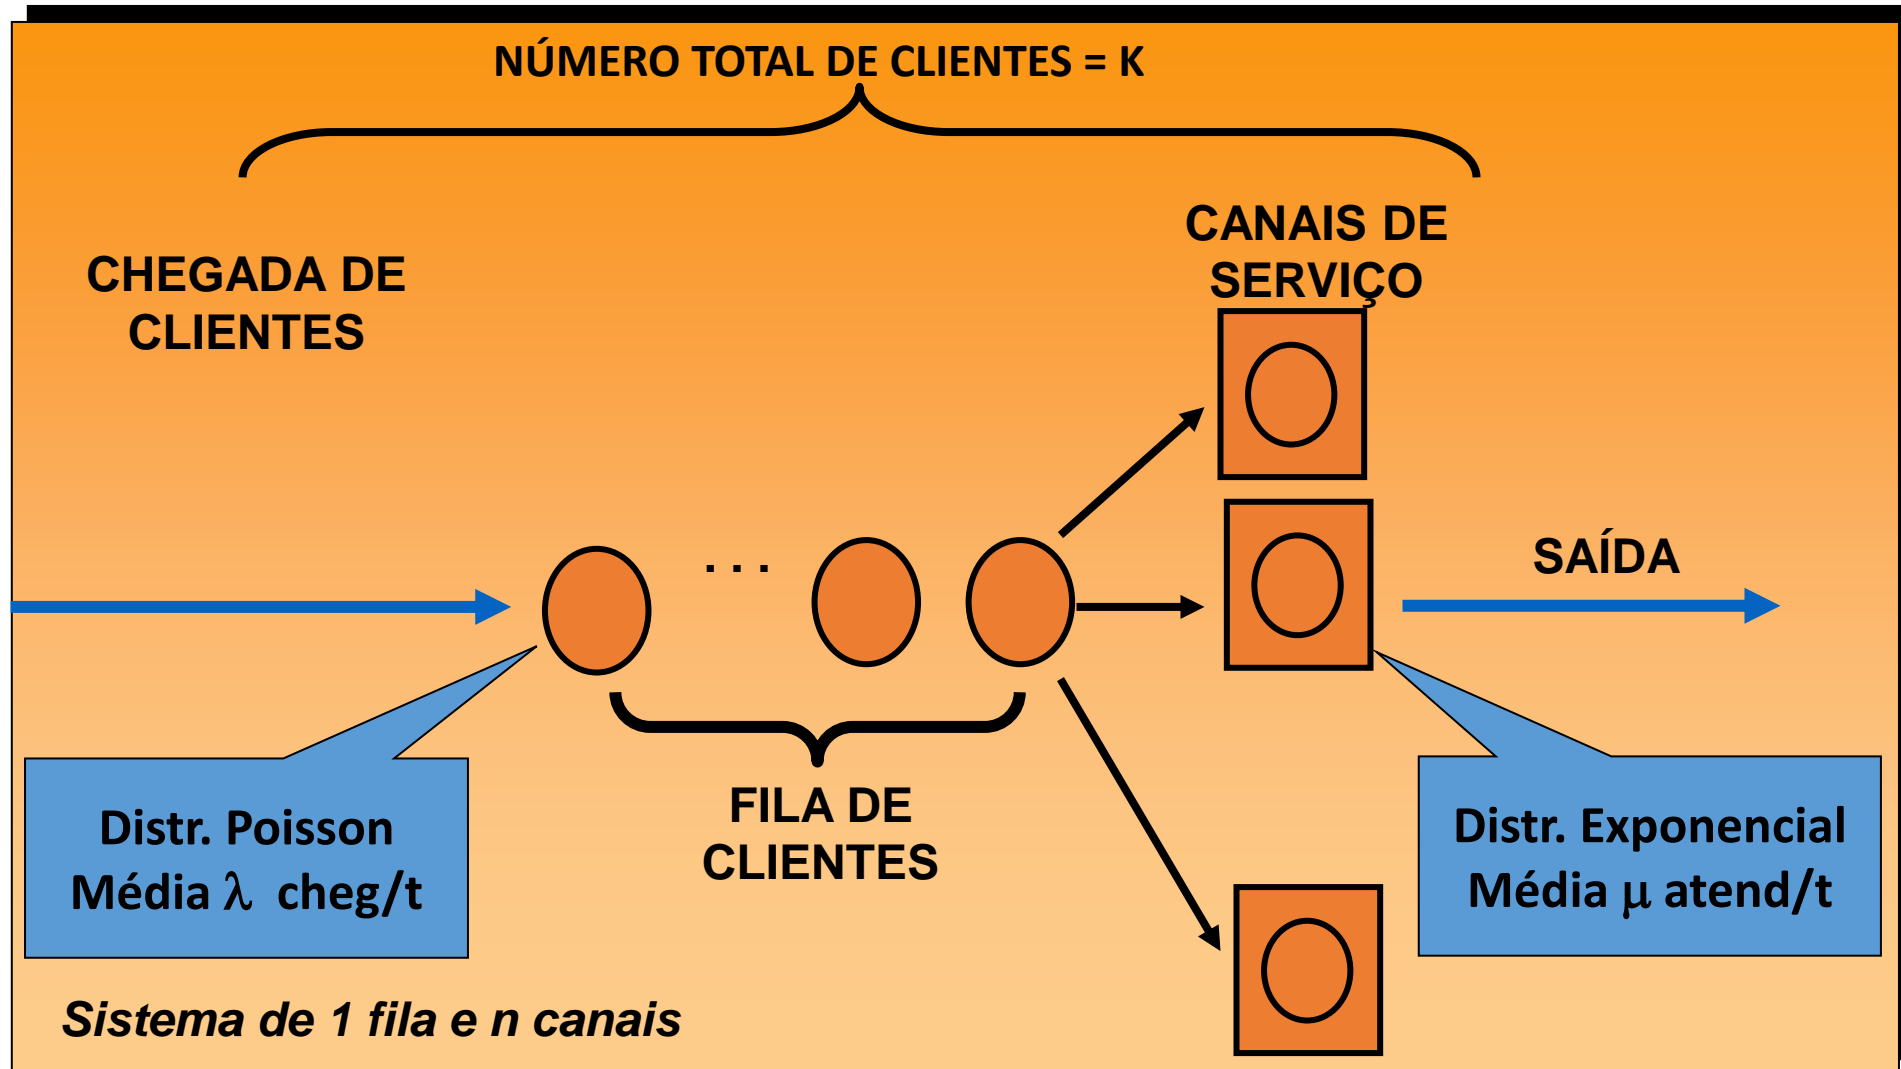 NÚMERO TOTAL DE CLIENTES = K
CHEGADA DE
CLIENTES
CANAIS DE
SERVIÇO
. . .
SAÍDA
FILA DE
CLIENTES
Distr. Poisson
Média λ cheg/t
Distr. Exponencial
Média μ atend/t
Sistema de 1 fila e n canais